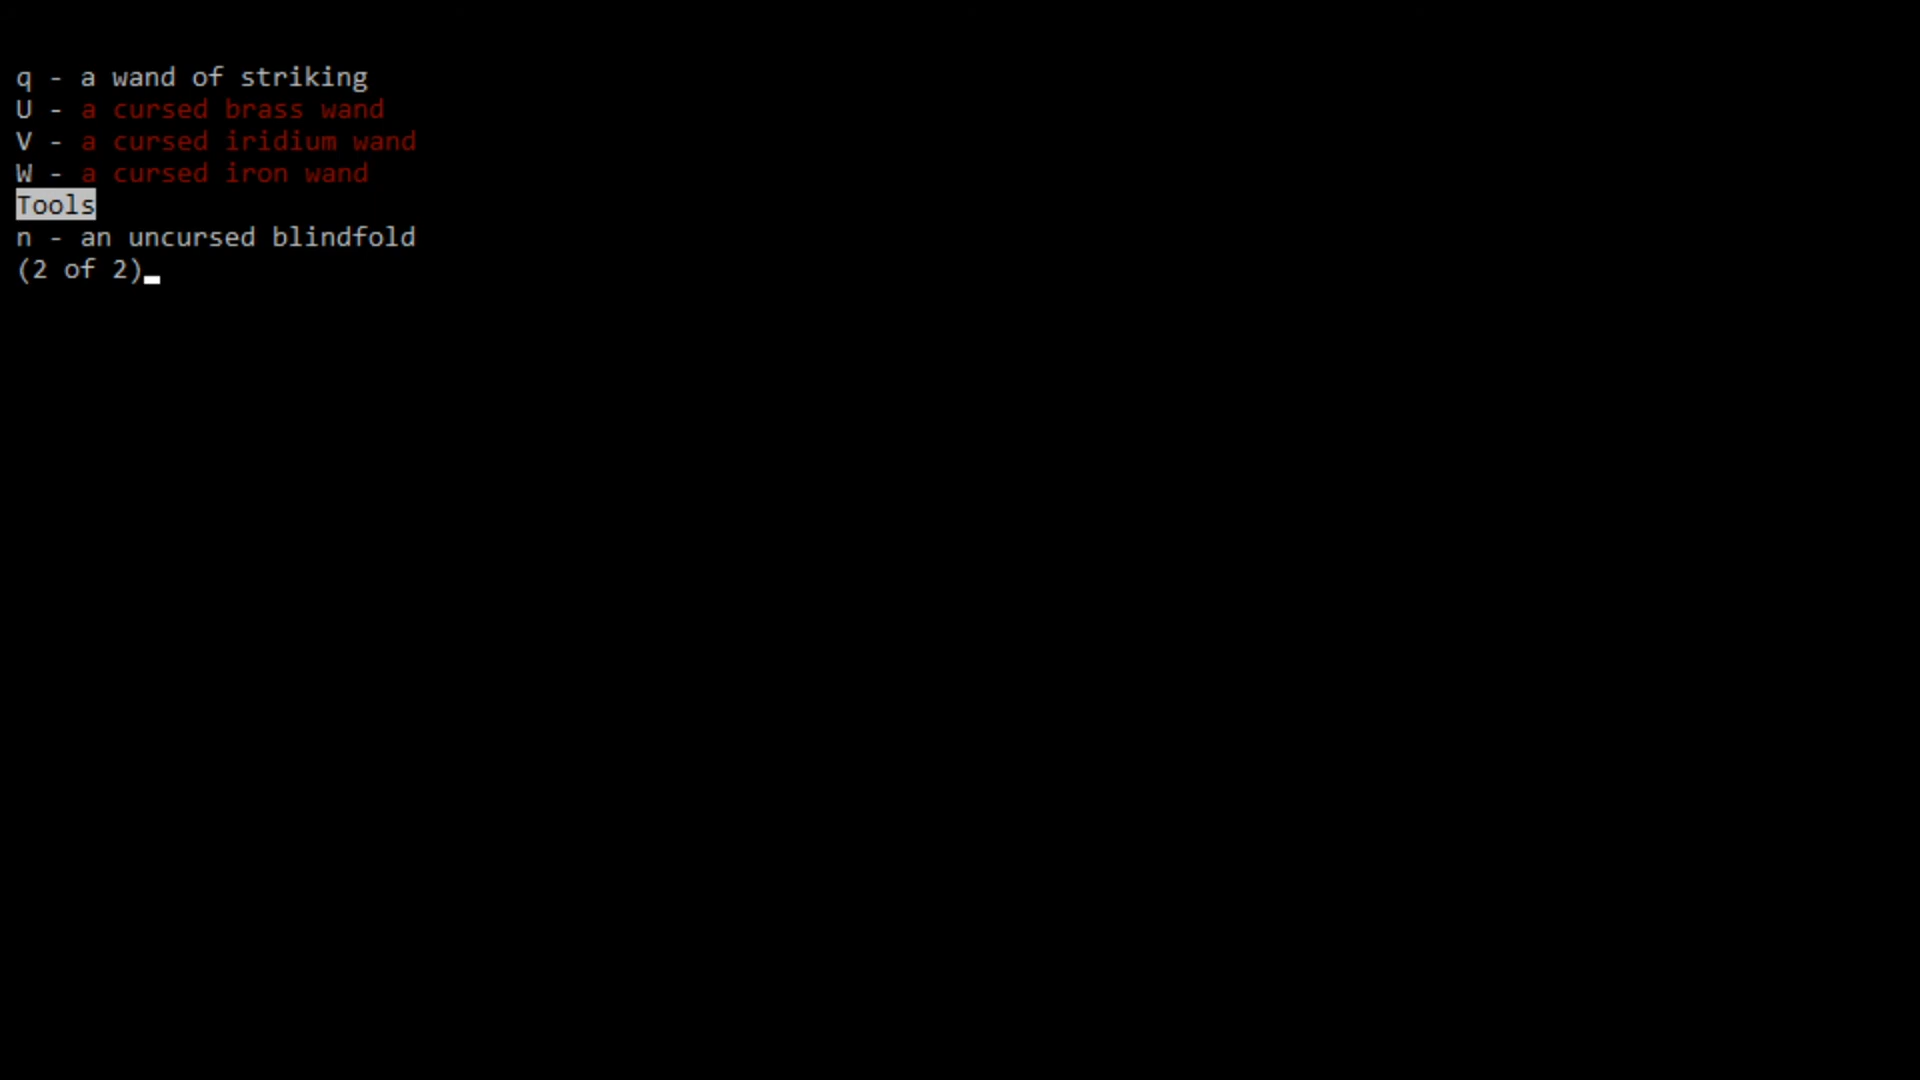 q - a wand of striking
U - a cursed brass wand
V - a cursed iridium wand
W - a cursed iron wand
Tools
n - an uncursed blindfold
(2 of 2)